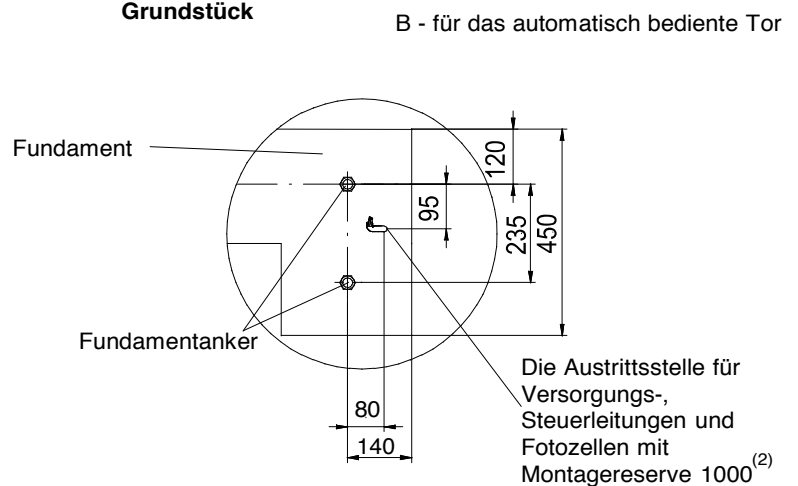 Grundstück
B - für das automatisch bediente Tor
Fundament
120
95
235
450
Fundamentanker
80
140
Die Austrittsstelle für
Versorgungs-,
Steuerleitungen und
Fotozellen mit
Montagereserve 1000(2)